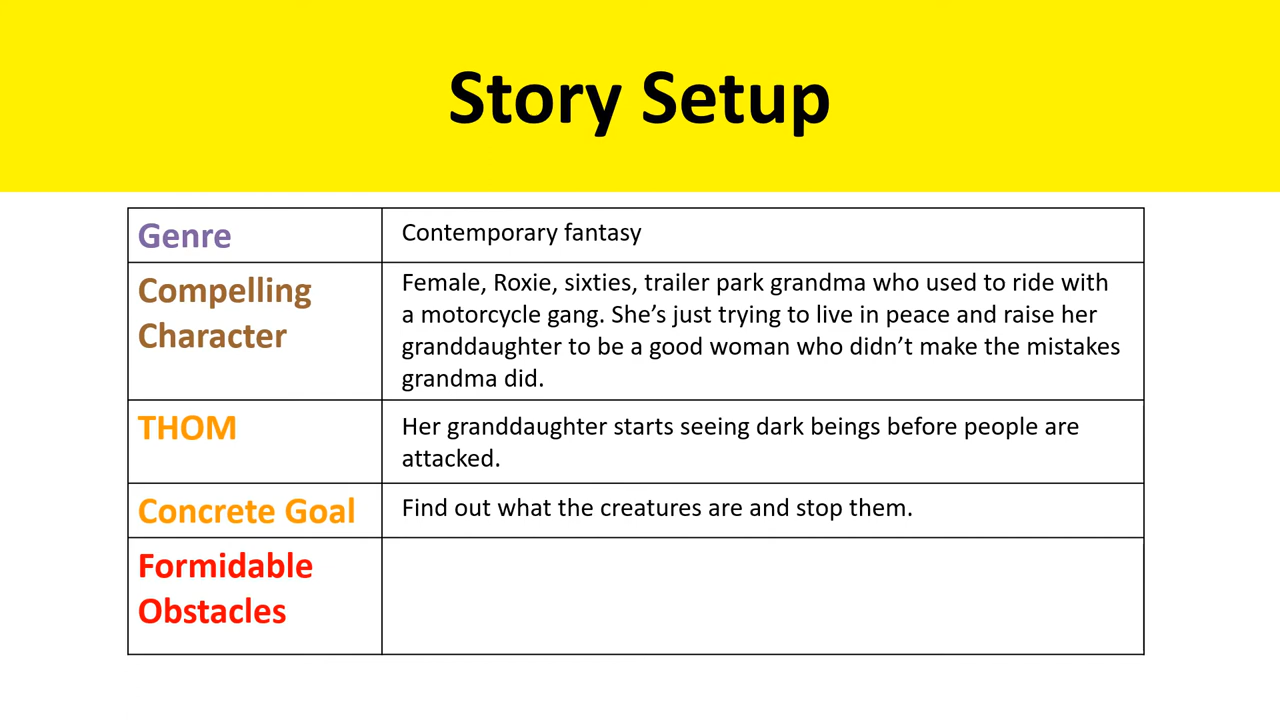 Story Setup
Genre
Contemporary fantasy
Compelling
Character
Female, Roxie, sixties, trailer park grandma who used to ride with
a motorcycle gang. She’s just trying to live in peace and raise her
granddaughter to be a good woman who didn’t make the mistakes
grandma did.
THOM
Her granddaughter starts seeing dark beings before people are
attacked.
Concrete Goal
Find out what the creatures are and stop them.
Formidable
Obstacles